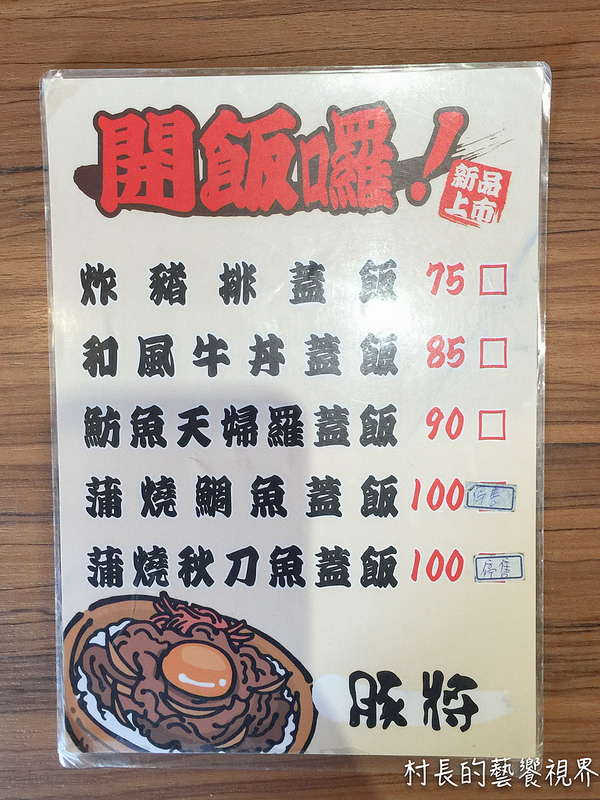 開飯囉！
新品
上市
炸豬排蓋飯 75 □
和風牛丼蓋飯 85 □
魴魚天婦羅蓋飯 90 □
蒲燒鯛魚蓋飯 100 停售
蒲燒秋刀魚蓋飯 100 停售
豚將
村長的藝饗視界